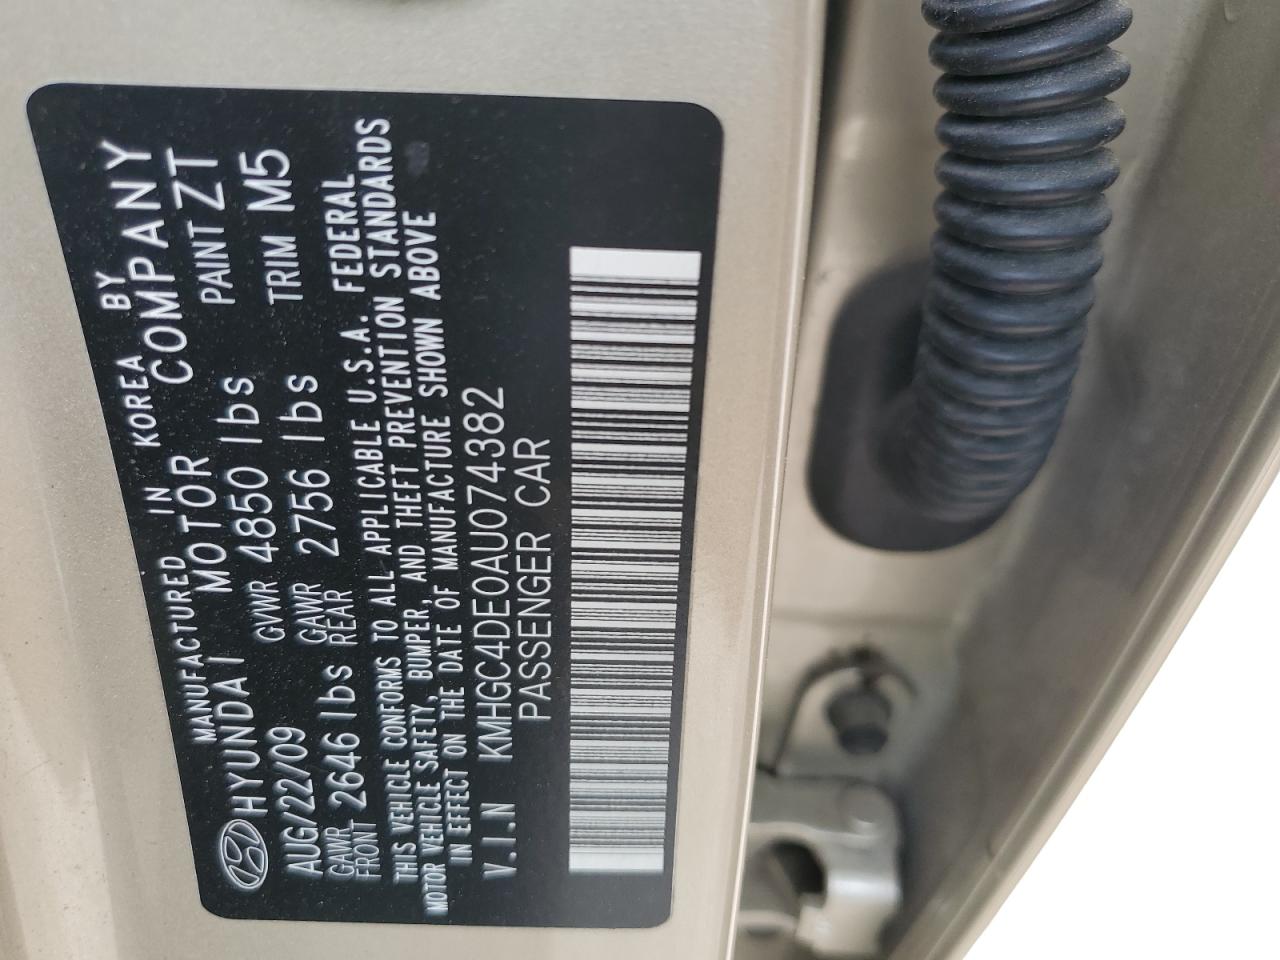 MANUFACTURED IN KOREA BY
HYUNDAI MOTOR COMPANY
AUG/22/09 GVWR 4850 lbs PAINT ZT
GAWR FRONT 2646 lbs GAWR REAR 2756 lbs TRIM M5
THIS VEHICLE CONFORMS TO ALL APPLICABLE U.S.A. FEDERAL
MOTOR VEHICLE SAFETY, BUMPER, AND THEFT PREVENTION STANDARDS
IN EFFECT ON THE DATE OF MANUFACTURE SHOWN ABOVE
V.I.N KMHGC4DE0AU074382
PASSENGER CAR